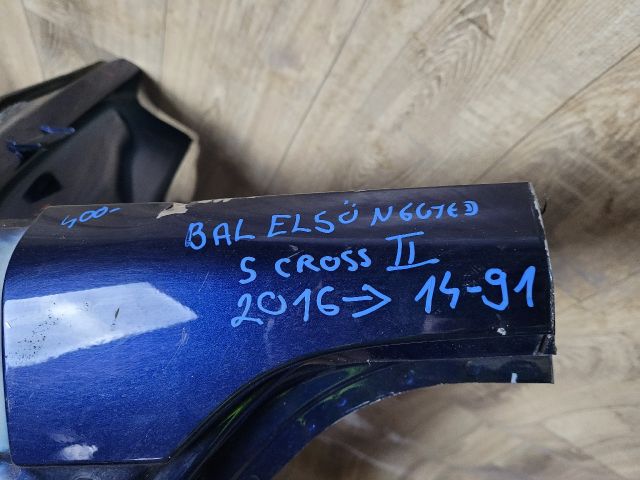 400-
BAL ELSŐ NEGYED
S CROSS II
2016-> 14-91